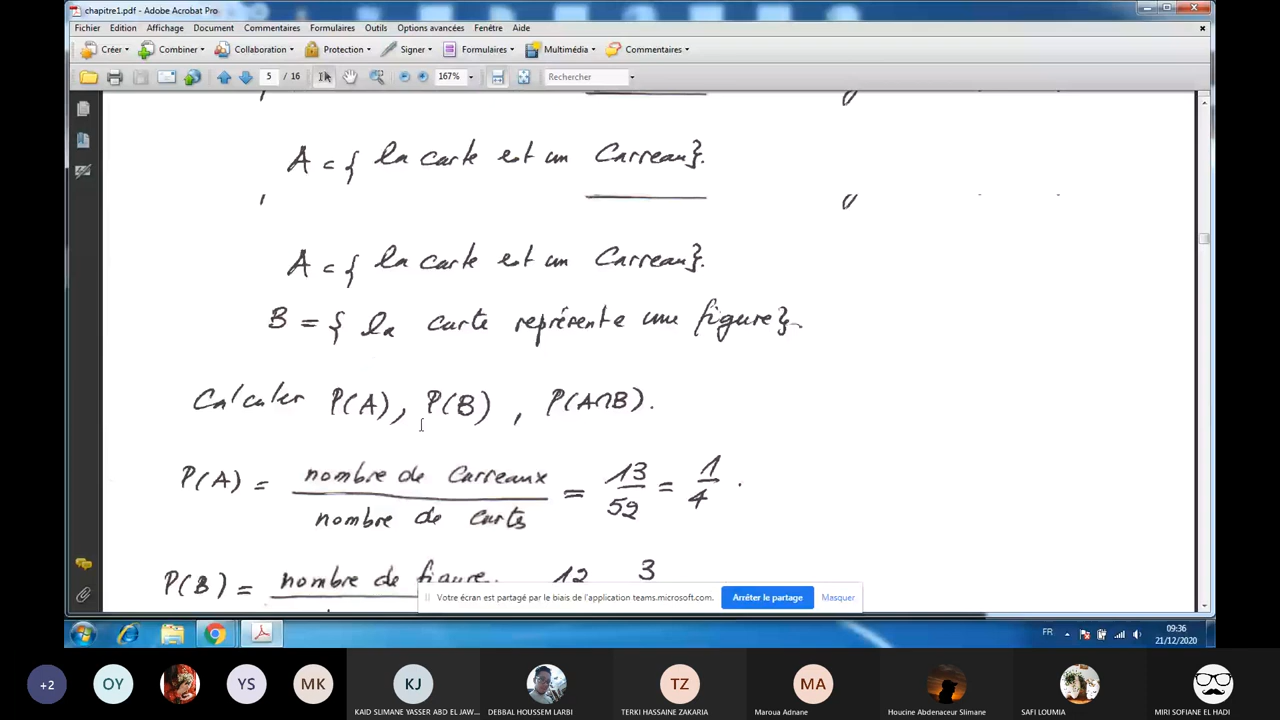 chapitre1.pdf - Adobe Acrobat Pro
Fichier Edition Affichage Document Commentaires Formulaires Outils Options avancées Fenêtre Aide
Créer Combiner Collaboration Protection Signer Formulaires Multimédia Commentaires
5 / 16 167% Rechercher
A = { la carte est un Carreau}.
A = { la carte est un Carreau}.
B = { la carte représente une figure}.
Calculer P(A), P(B), P(A∩B).
P(A) = nombre de Carreaux / nombre de cartes = 13/52 = 1/4.
P(B) = nombre de figure. 12 3
Votre écran est partagé par le biais de l'application teams.microsoft.com. Arrêter le partage Masquer
FR 09:36
21/12/2020
+2 OY YS MK KJ TZ MA
KAID SLIMANE YASSER ABD EL JAW... DEBBAL HOUSSEM LARBI TERKI HASSAINE ZAKARIA Maroua Adnane Houcine Abdenaceur Slimane SAFI LOUMIA MIRI SOFIANE EL HADI